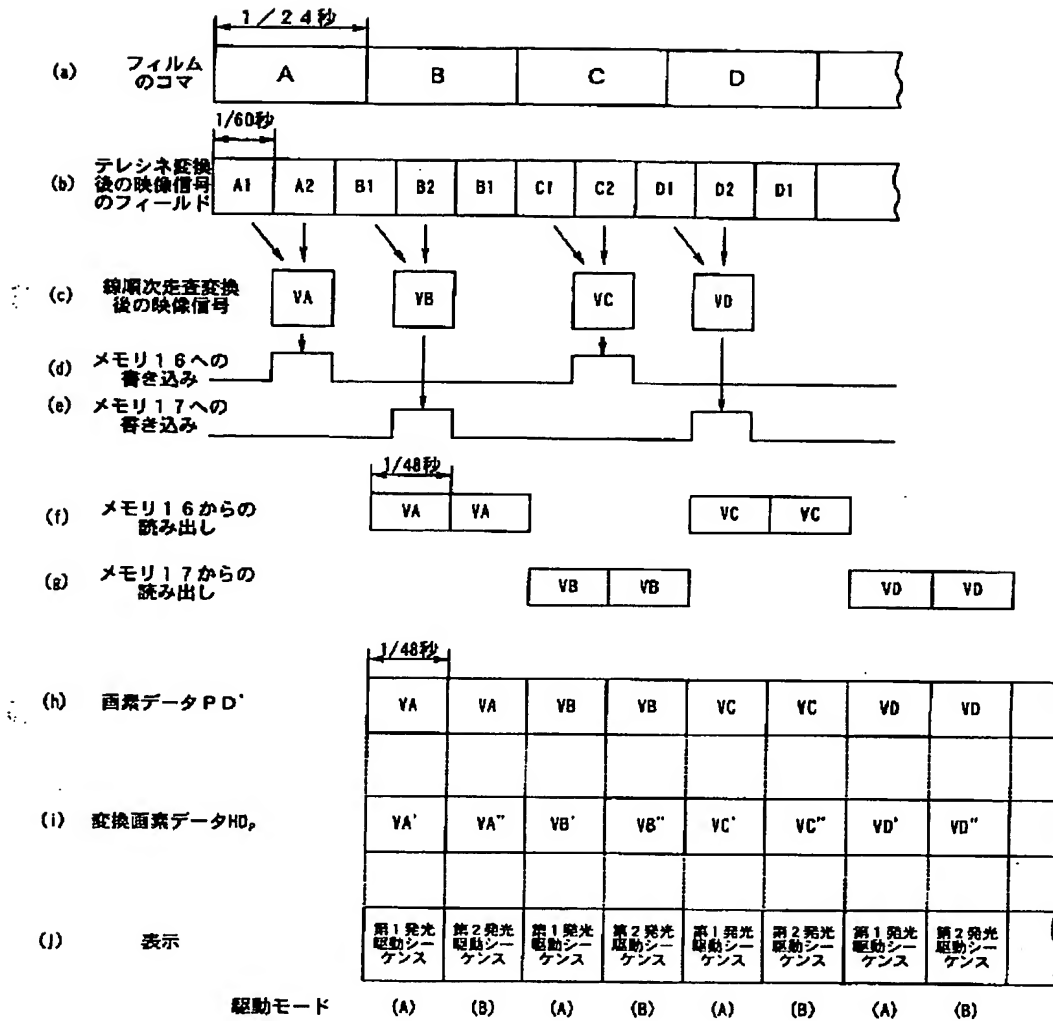 1/24秒
(a) フィルム
のコマ
A B C D
1/60秒
(b) テレシネ変換
後の映像信号
のフィールド
A1 A2 B1 B2 B1 C1 C2 D1 D2 D1
(c) 線順次走査変換
後の映像信号
VA VB VC VD
(d) メモリ16への
書き込み
(e) メモリ17への
書き込み
1/48秒
(f) メモリ16からの
読み出し
VA VA VC VC
(g) メモリ17からの
読み出し
VB VB VD VD
1/48秒
(h) 画素データPD'
VA VA VB VB VC VC VD VD
(i) 変換画素データHDp
VA' VA" VB' VB" VC' VC" VD' VD"
(j) 表示
第1発光 第2発光 第1発光 第2発光 第1発光 第2発光 第1発光 第2発光
駆動シー 駆動シー 駆動シー 駆動シー 駆動シー 駆動シー 駆動シー 駆動シー
ケンス ケンス ケンス ケンス ケンス ケンス ケンス ケンス
駆動モード (A) (B) (A) (B) (A) (B) (A) (B)